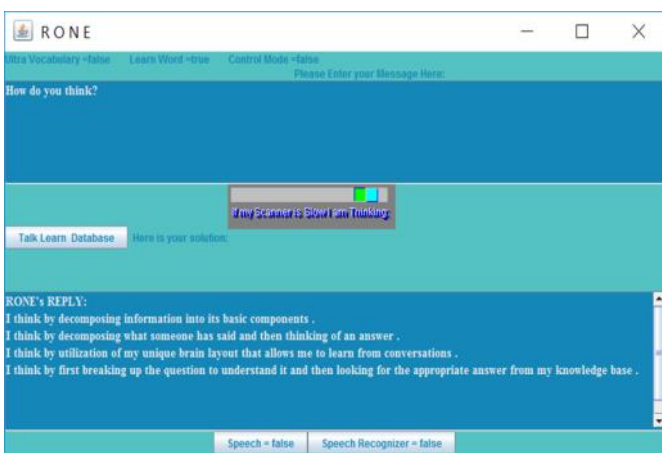 RONE
Ultra Vocabulary =false Learn Word =true Control Mode =false
Please Enter your Message Here:
How do you think?
If my Scanner is Slow I am Thinking:
Talk Learn Database Here is your solution:
RONE's REPLY:
I think by decomposing information into its basic components .
I think by decomposing what someone has said and then thinking of an answer .
I think by utilization of my unique brain layout that allows me to learn from conversations .
I think by first breaking up the question to understand it and then looking for the appropriate answer from my knowledge base .
Speech = false Speech Recognizer = false